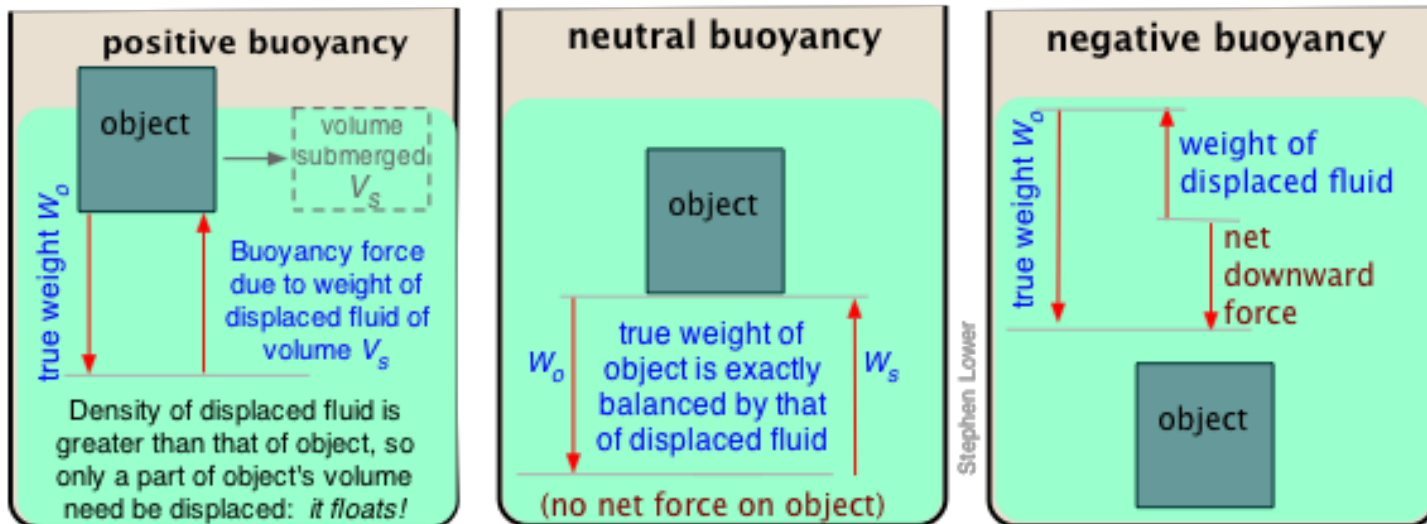 positive buoyancy
object
volume
submerged
Vs
true weight Wo
Buoyancy force
due to weight of
displaced fluid of
volume Vs
Density of displaced fluid is
greater than that of object, so
only a part of object's volume
need be displaced: it floats!
neutral buoyancy
object
Wo
true weight of
object is exactly
balanced by that
of displaced fluid
Ws
(no net force on object)
Stephen Lower
negative buoyancy
true weight Wo
weight of
displaced fluid
net
downward
force
object